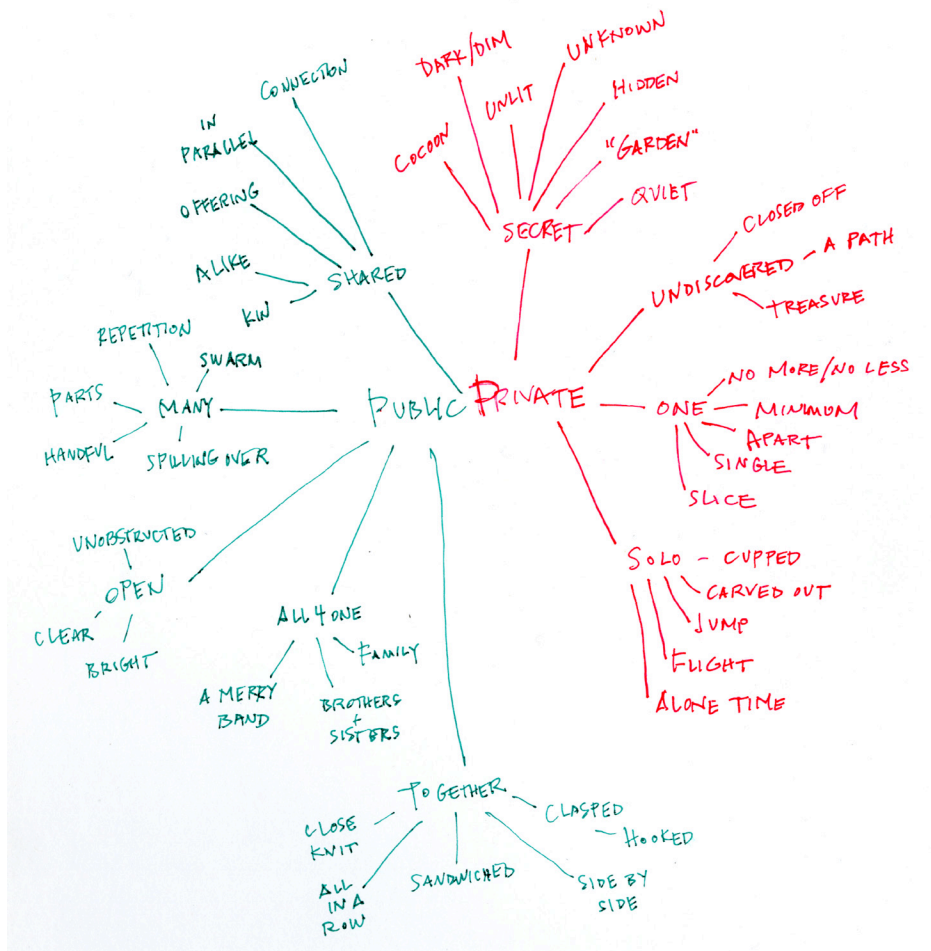 CONNECTION
IN
PARALLEL
OFFERING
ALIKE
KIN
SHARED
DARK/DIM
UNKNOWN
UNLIT
HIDDEN
COCOON
"GARDEN"
QUIET
SECRET
CLOSED OFF
UNDISCOVERED
A PATH
TREASURE
REPETITION
SWARM
PARTS
MANY
HANDFUL
SPILLING OVER
PUBLIC PRIVATE
NO MORE/NO LESS
ONE
MINIMUM
APART
SINGLE
SLICE
UNOBSTRUCTED
OPEN
CLEAR
BRIGHT
SOLO - CUPPED
CARVED OUT
JUMP
FLIGHT
ALONE TIME
ALL 4 ONE
FAMILY
A MERRY
BAND
BROTHERS
+
SISTERS
TOGETHER
CLASPED
HOOKED
CLOSE
KNIT
ALL
IN A
ROW
SANDWICHED
SIDE BY
SIDE